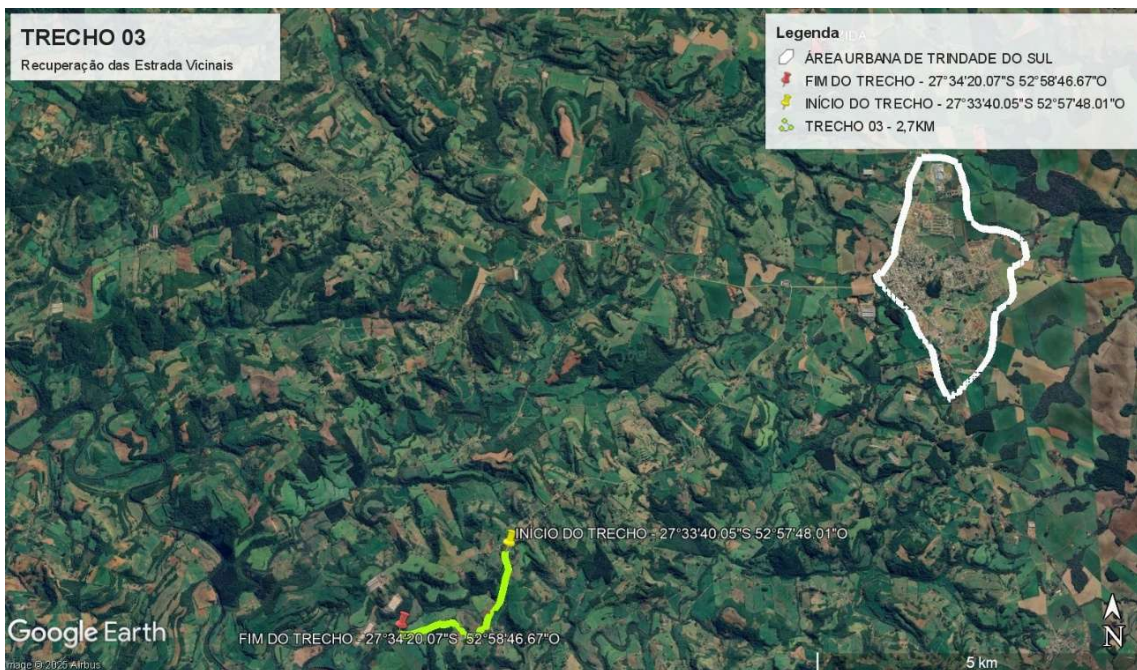 TRECHO 03
Recuperação das Estrada Vicinais
Legenda
ÁREA URBANA DE TRINDADE DO SUL
FIM DO TRECHO - 27°34'20.07"S 52°58'46.67"O
INÍCIO DO TRECHO - 27°33'40.05"S 52°57'48.01"O
TRECHO 03 - 2,7KM
INÍCIO DO TRECHO - 27°33'40.05"S 52°57'48.01"O
FIM DO TRECHO - 27°34'20.07"S 52°58'46.67"O
Google Earth
Image © 2025 Airbus
N
5 km